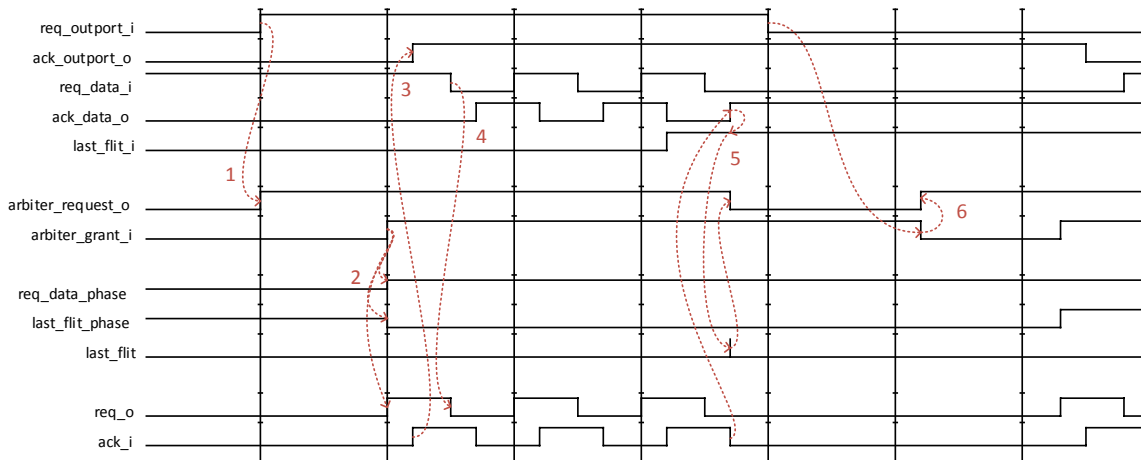 req_outport_i
ack_outport_o
req_data_i
3
ack_data_o
4
last_flit_i
5
1
arbiter_request_o
6
arbiter_grant_i
2
req_data_phase
last_flit_phase
last_flit
req_o
ack_i